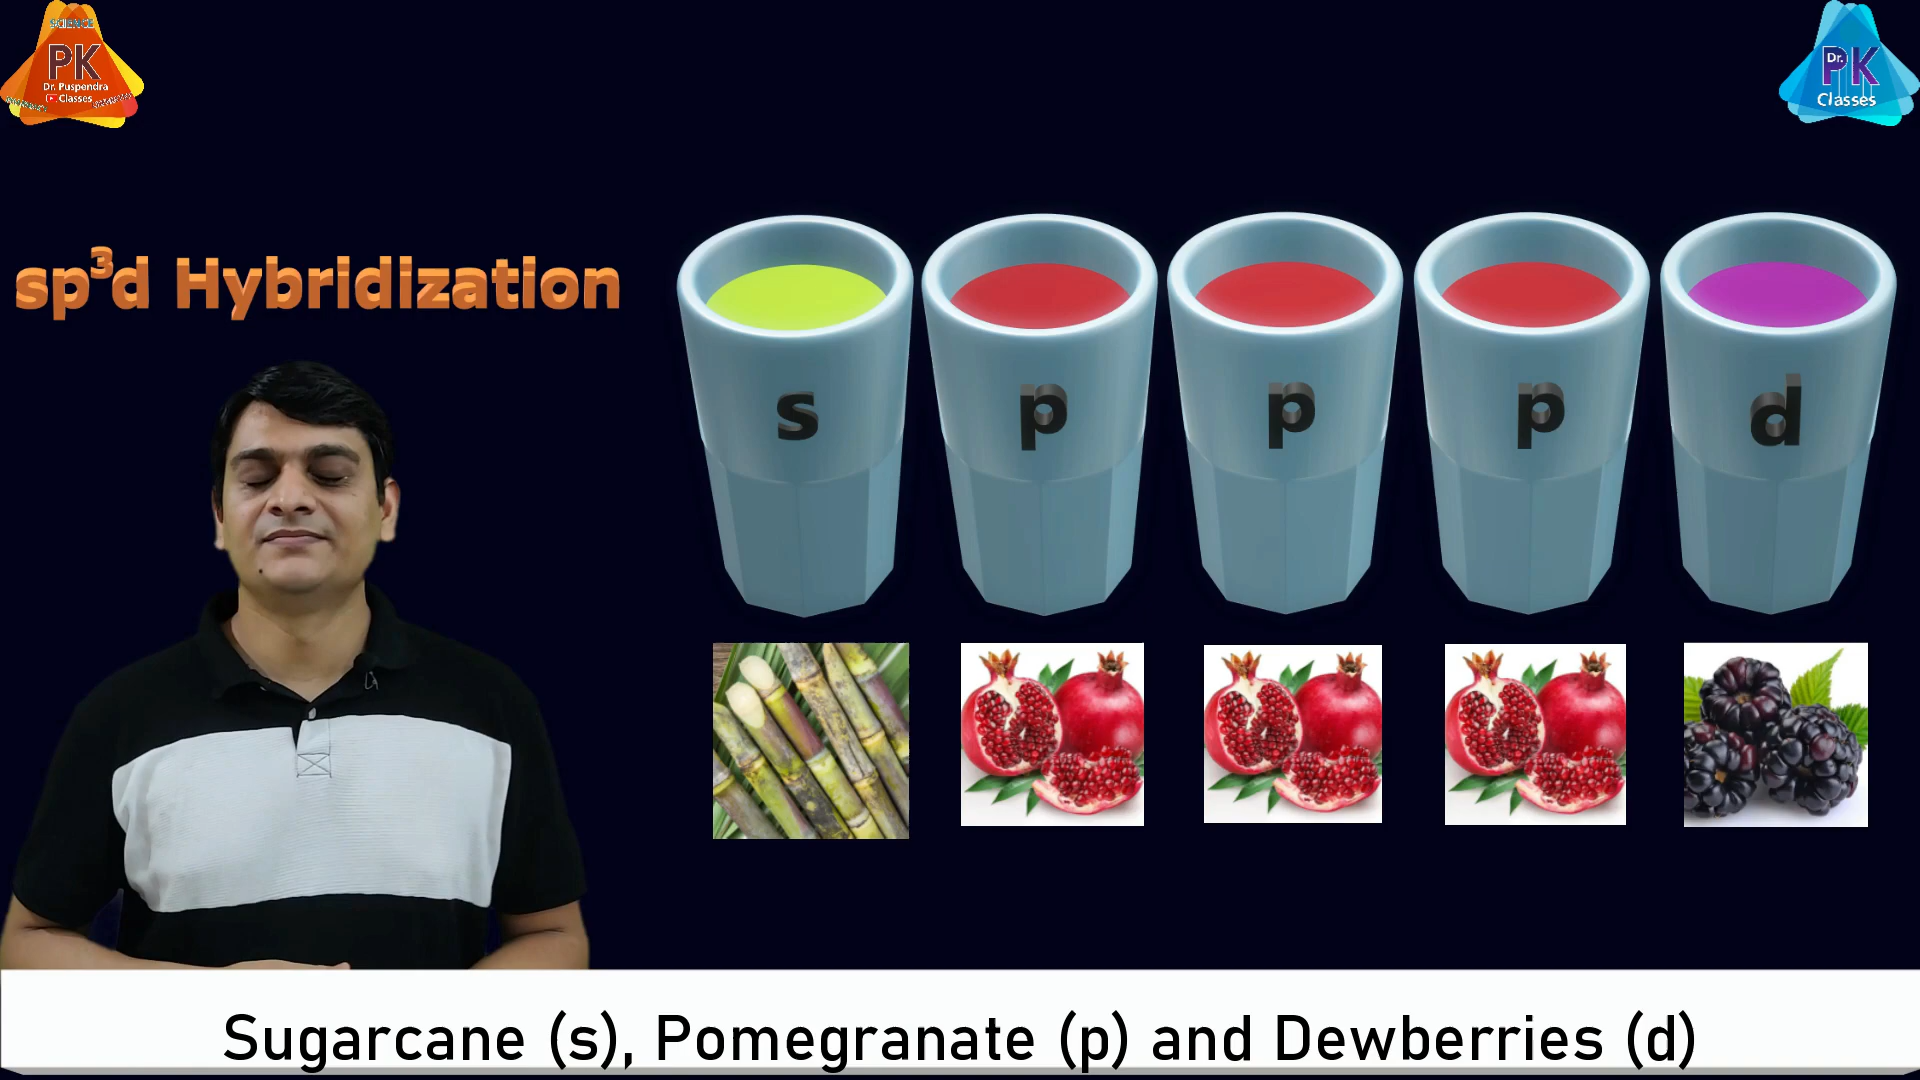 SCIENCE
PK
Dr. Puspendra
Classes
Dr.
PK
Classes
sp³d Hybridization
s
p
p
p
d
Sugarcane (s), Pomegranate (p) and Dewberries (d)